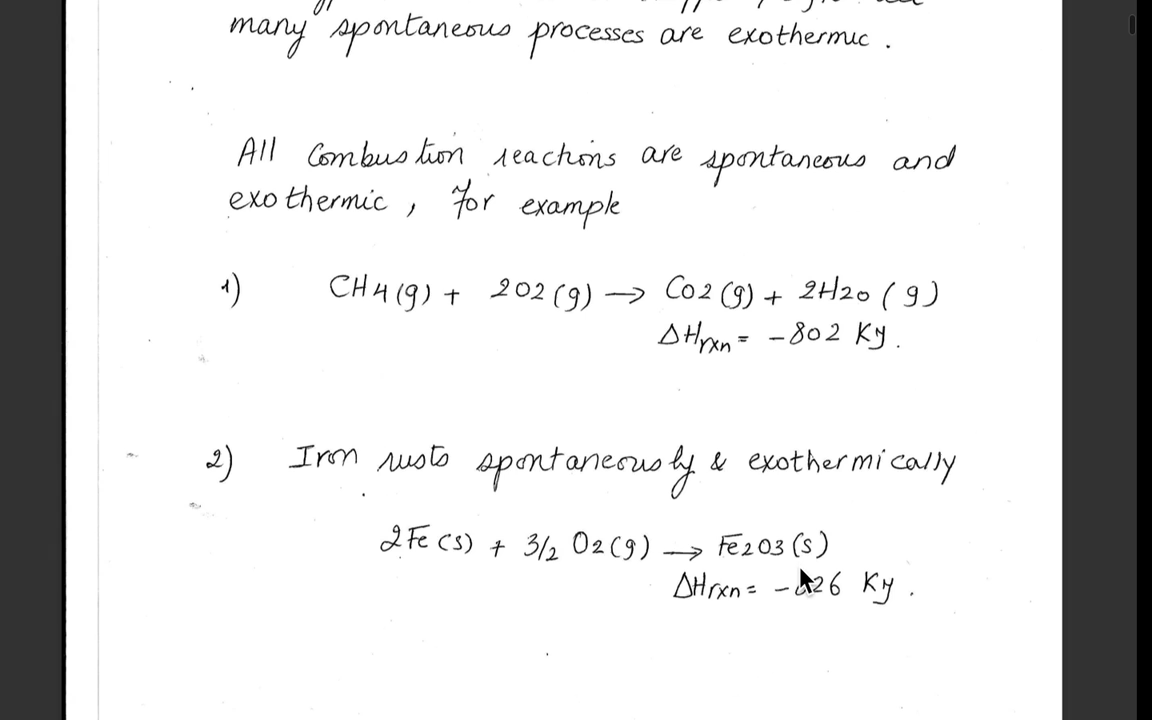 many spontaneous processes are exothermic .
All Combustion reactions are spontaneous and
exothermic , for example
1) CH4(g) + 2O2(g) → CO2(g) + 2H2O(g)
ΔHrxn = -802 KJ .
2) Iron rusts spontaneously & exothermically
2Fe(s) + 3/2 O2(g) → Fe2O3(s)
ΔHrxn = - 26 KJ .